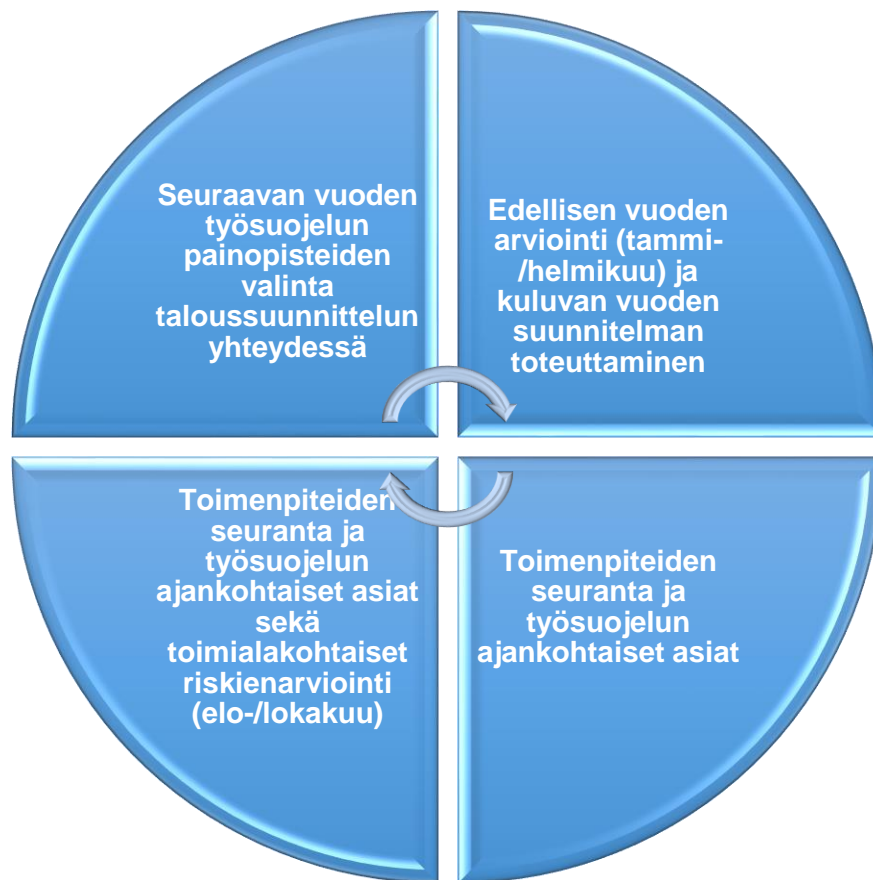 Seuraavan vuoden
työsuojelun
painopisteiden
valinta
taloussuunnittelun
yhteydessä
Edellisen vuoden
arviointi (tammi-
/helmikuu) ja
kuluvan vuoden
suunnitelman
toteuttaminen
Toimenpiteiden
seuranta ja
työsuojelun
ajankohtaiset asiat
sekä
toimialakohtaiset
riskienarviointi
(elo-/lokakuu)
Toimenpiteiden
seuranta ja
työsuojelun
ajankohtaiset asiat